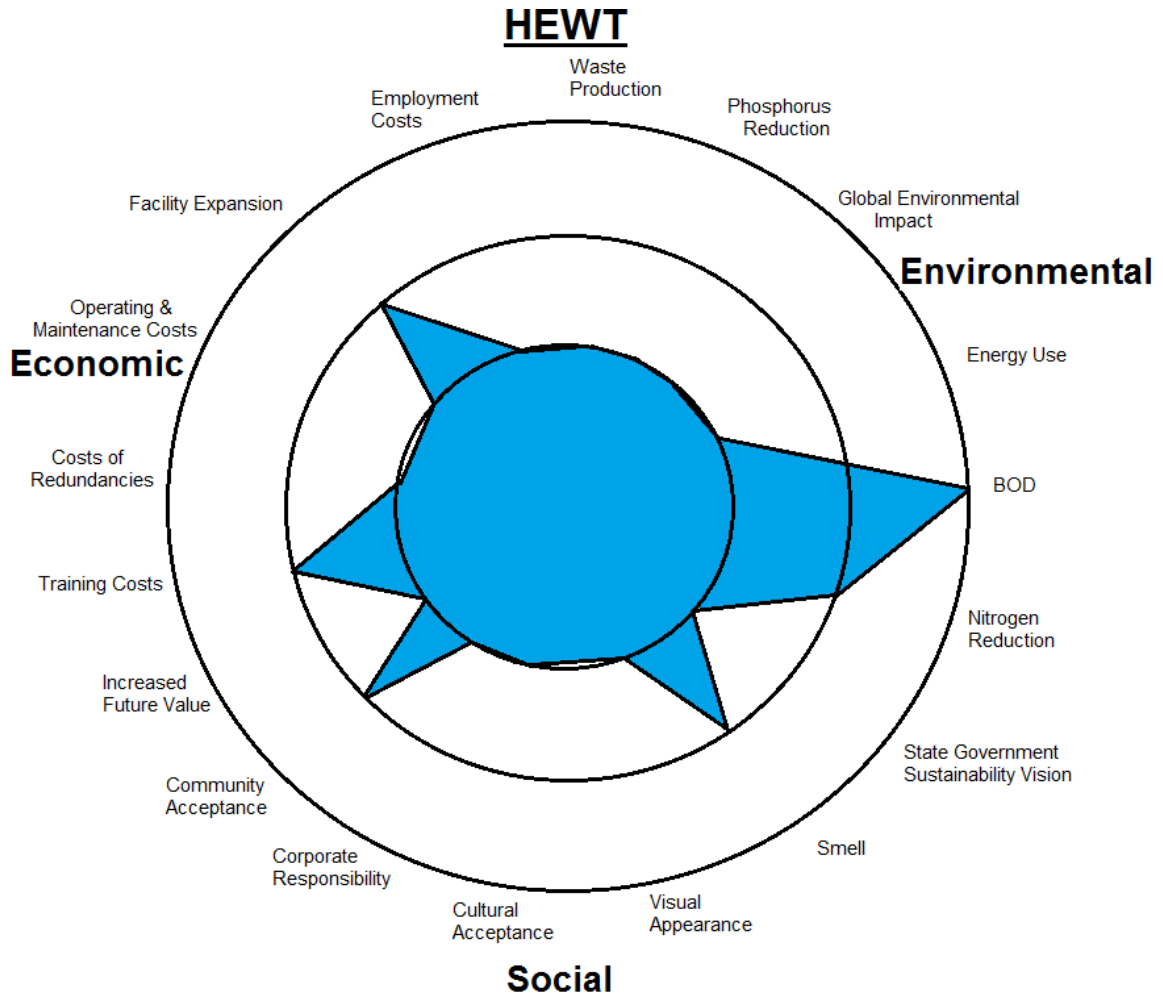 HEWT
Waste
Production
Employment
Costs
Phosphorus
Reduction
Facility Expansion
Global Environmental
Impact
Environmental
Operating &
Maintenance Costs
Economic
Energy Use
Costs of
Redundancies
BOD
Training Costs
Nitrogen
Reduction
Increased
Future Value
State Government
Sustainability Vision
Community
Acceptance
Smell
Corporate
Responsibility
Cultural
Acceptance
Visual
Appearance
Social